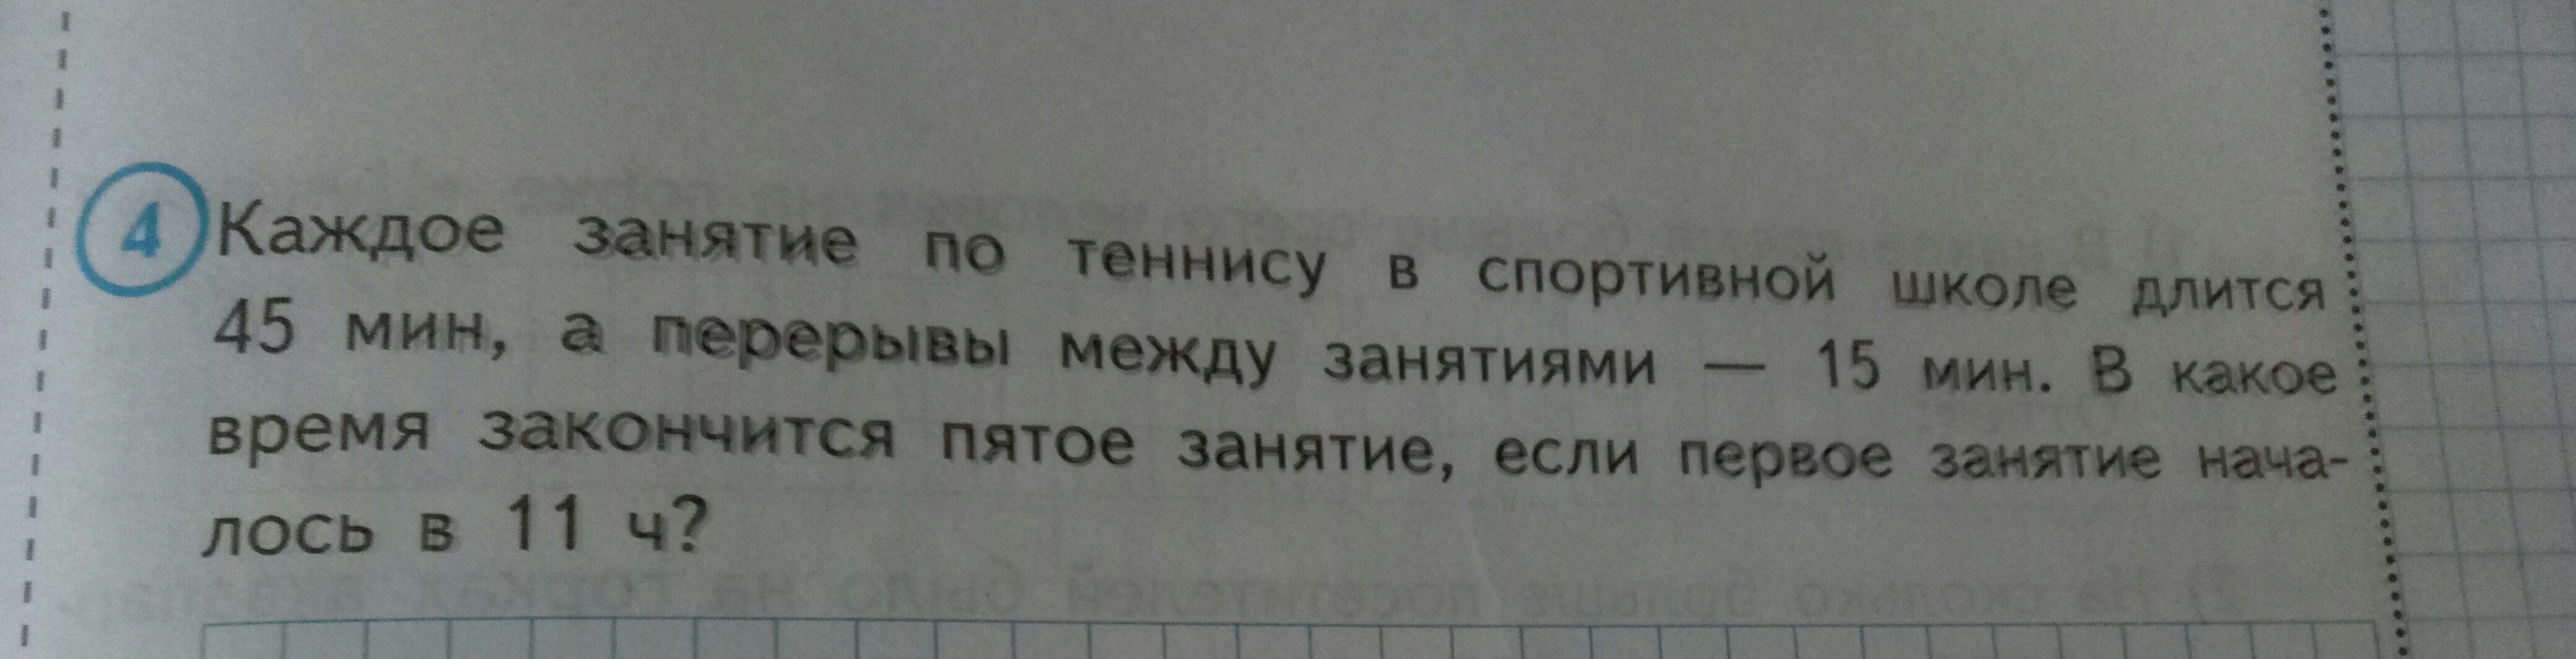 4 Каждое занятие по теннису в спортивной школе длится
45 мин, а перерывы между занятиями — 15 мин. В какое
время закончится пятое занятие, если первое занятие нача-
лось в 11 ч?